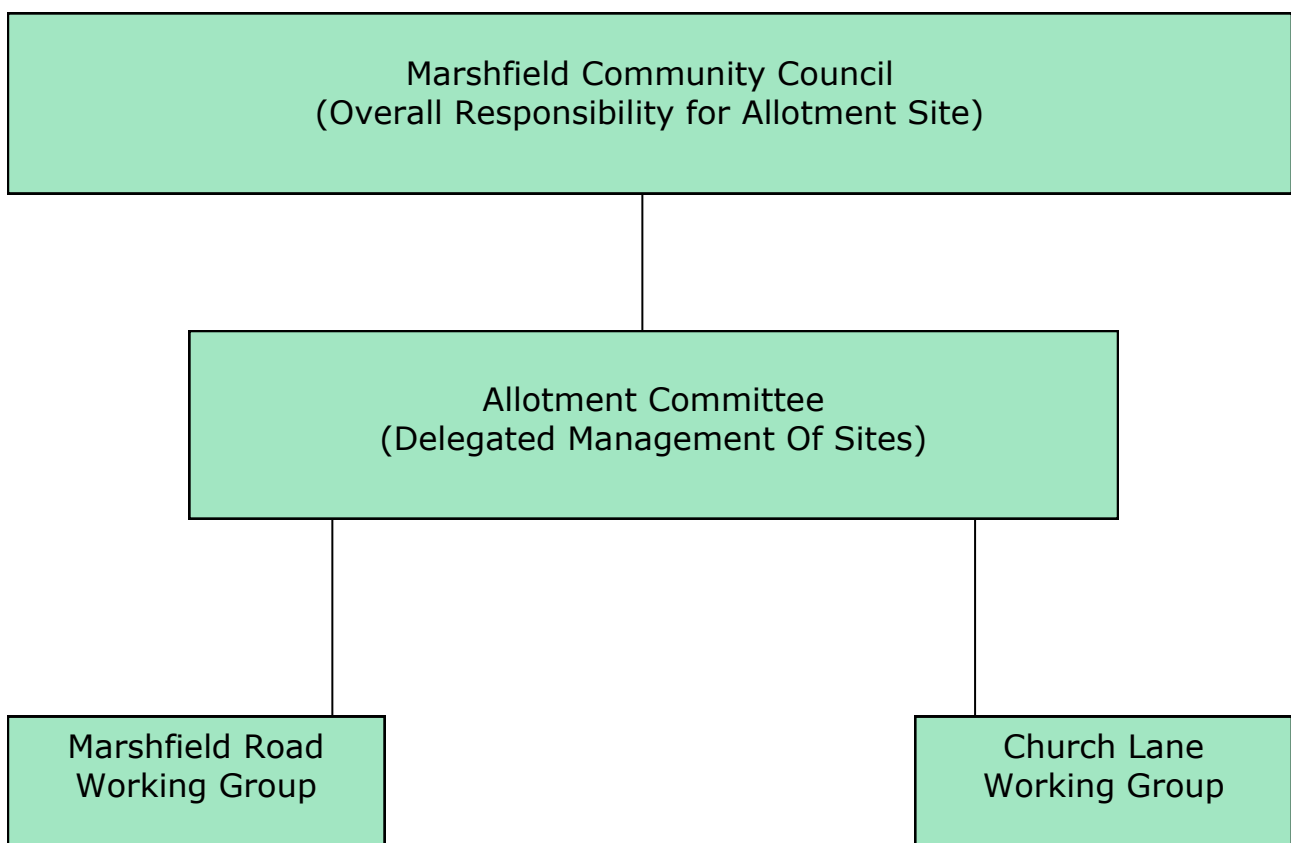 Marshfield Community Council
(Overall Responsibility for Allotment Site)
Allotment Committee
(Delegated Management Of Sites)
Marshfield Road
Working Group
Church Lane
Working Group